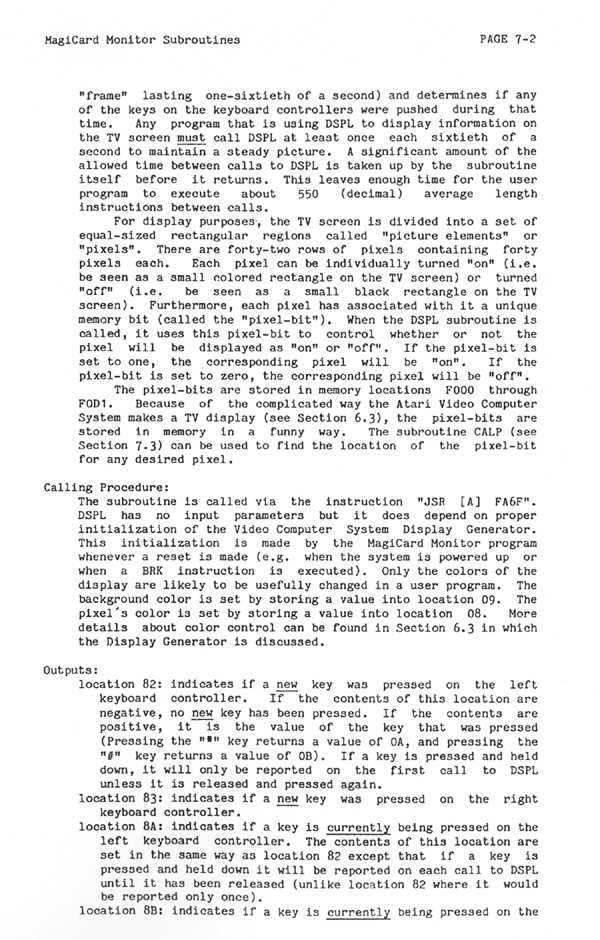 MagiCard Monitor Subroutines PAGE 7-2
"frame" lasting one-sixtieth of a second) and determines if any
of the keys on the keyboard controllers were pushed during that
time. Any program that is using DSPL to display information on
the TV screen must call DSPL at least once each sixtieth of a
second to maintain a steady picture. A significant amount of the
allowed time between calls to DSPL is taken up by the subroutine
itself before it returns. This leaves enough time for the user
program to execute about 550 (decimal) average length
instructions between calls.
For display purposes, the TV screen is divided into a set of
equal-sized rectangular regions called "picture elements" or
"pixels". There are forty-two rows of pixels containing forty
pixels each. Each pixel can be individually turned "on" (i.e.
be seen as a small colored rectangle on the TV screen) or turned
"off" (i.e. be seen as a small black rectangle on the TV
screen). Furthermore, each pixel has associated with it a unique
memory bit (called the "pixel-bit"). When the DSPL subroutine is
called, it uses this pixel-bit to control whether or not the
pixel will be displayed as "on" or "off". If the pixel-bit is
set to one, the corresponding pixel will be "on". If the
pixel-bit is set to zero, the corresponding pixel will be "off".
The pixel-bits are stored in memory locations F000 through
F0D1. Because of the complicated way the Atari Video Computer
System makes a TV display (see Section 6.3), the pixel-bits are
stored in memory in a funny way. The subroutine CALP (see
Section 7.3) can be used to find the location of the pixel-bit
for any desired pixel.
Calling Procedure:
The subroutine is called via the instruction "JSR [A] FA6F".
DSPL has no input parameters but it does depend on proper
initialization of the Video Computer System Display Generator.
This initialization is made by the MagiCard Monitor program
whenever a reset is made (e.g. when the system is powered up or
when a BRK instruction is executed). Only the colors of the
display are likely to be usefully changed in a user program. The
background color is set by storing a value into location 09. The
pixel's color is set by storing a value into location 08. More
details about color control can be found in Section 6.3 in which
the Display Generator is discussed.
Outputs:
location 82: indicates if a new key was pressed on the left
keyboard controller. If the contents of this location are
negative, no new key has been pressed. If the contents are
positive, it is the value of the key that was pressed
(Pressing the "*" key returns a value of 0A, and pressing the
"#" key returns a value of 0B). If a key is pressed and held
down, it will only be reported on the first call to DSPL
unless it is released and pressed again.
location 83: indicates if a new key was pressed on the right
keyboard controller.
location 8A: indicates if a key is currently being pressed on the
left keyboard controller. The contents of this location are
set in the same way as location 82 except that if a key is
pressed and held down it will be reported on each call to DSPL
until it has been released (unlike location 82 where it would
be reported only once).
location 8B: indicates if a key is currently being pressed on the